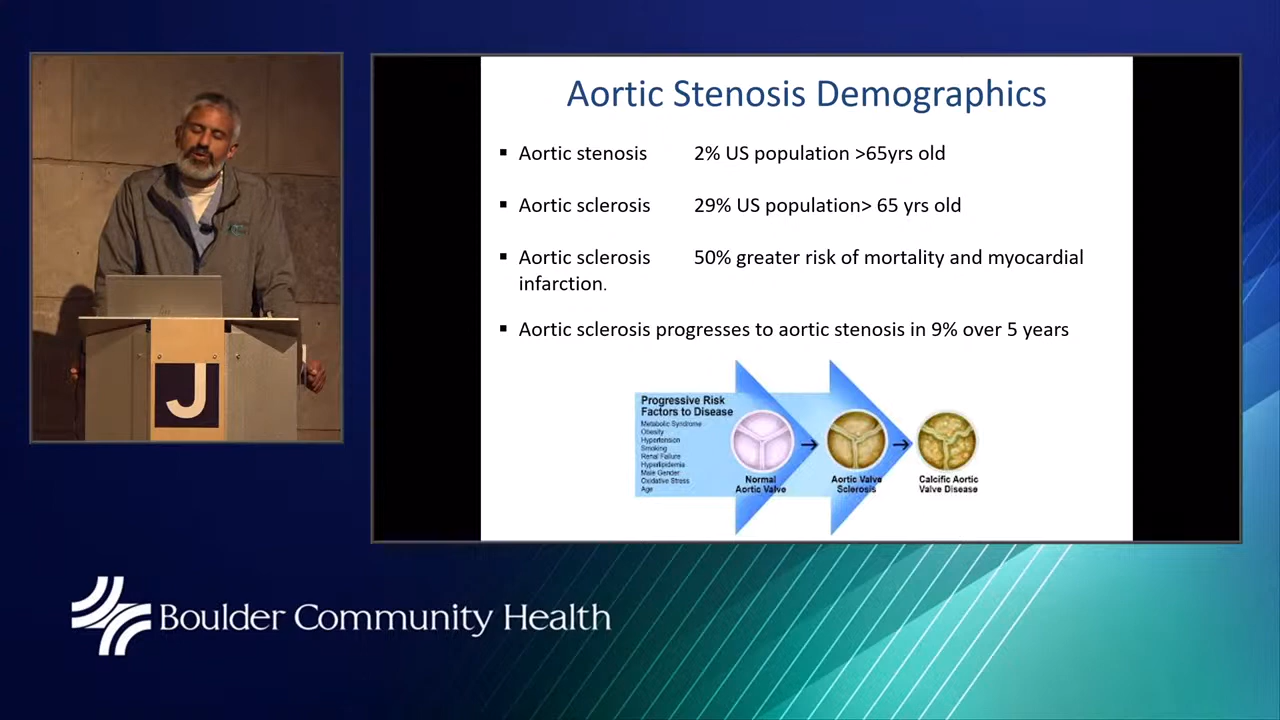 Aortic Stenosis Demographics
▪ Aortic stenosis 2% US population >65yrs old
▪ Aortic sclerosis 29% US population> 65 yrs old
▪ Aortic sclerosis 50% greater risk of mortality and myocardial
infarction.
▪ Aortic sclerosis progresses to aortic stenosis in 9% over 5 years
Progressive Risk
Factors to Disease
Metabolic Syndrome
Obesity
Hypertension
Smoking
Renal Failure
Hyperlipidemia
Male Gender
Oxidative Stress
Age
Normal
Aortic Valve
Aortic Valve
Sclerosis
Calcific Aortic
Valve Disease
J
Boulder Community Health